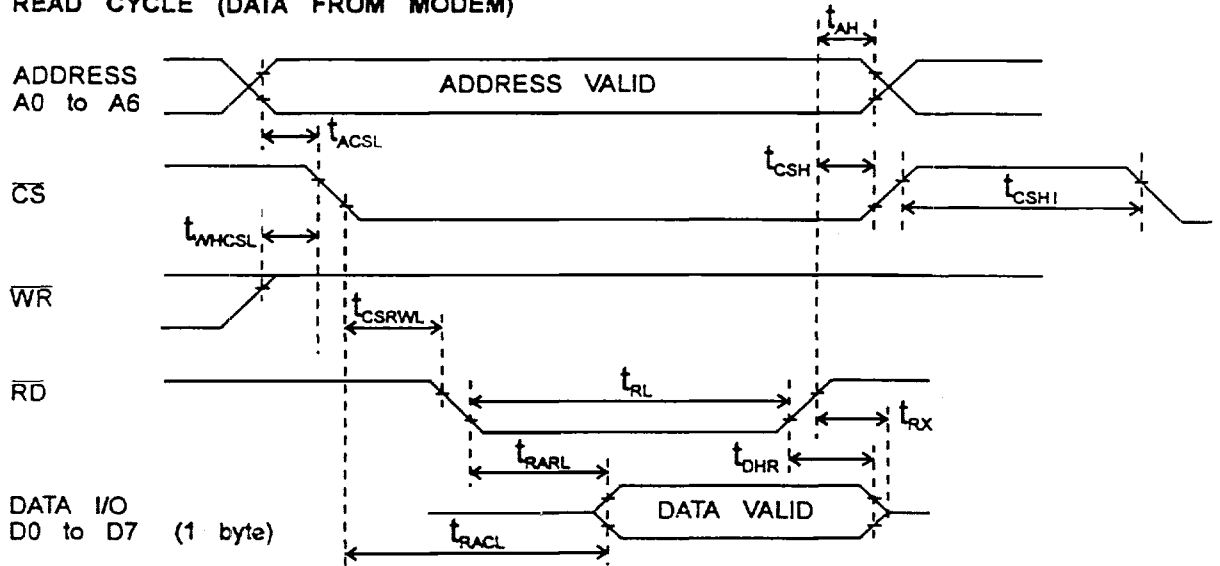 READ CYCLE (DATA FROM MODEM)
tAH
ADDRESS
A0 to A6
ADDRESS VALID
tACSL
tCSH
CS
tCSHI
tWHCSL
WR
tCSRWL
RD
tRL
tRX
tRARL
tDHR
DATA I/O
D0 to D7 (1 byte)
DATA VALID
tRACL